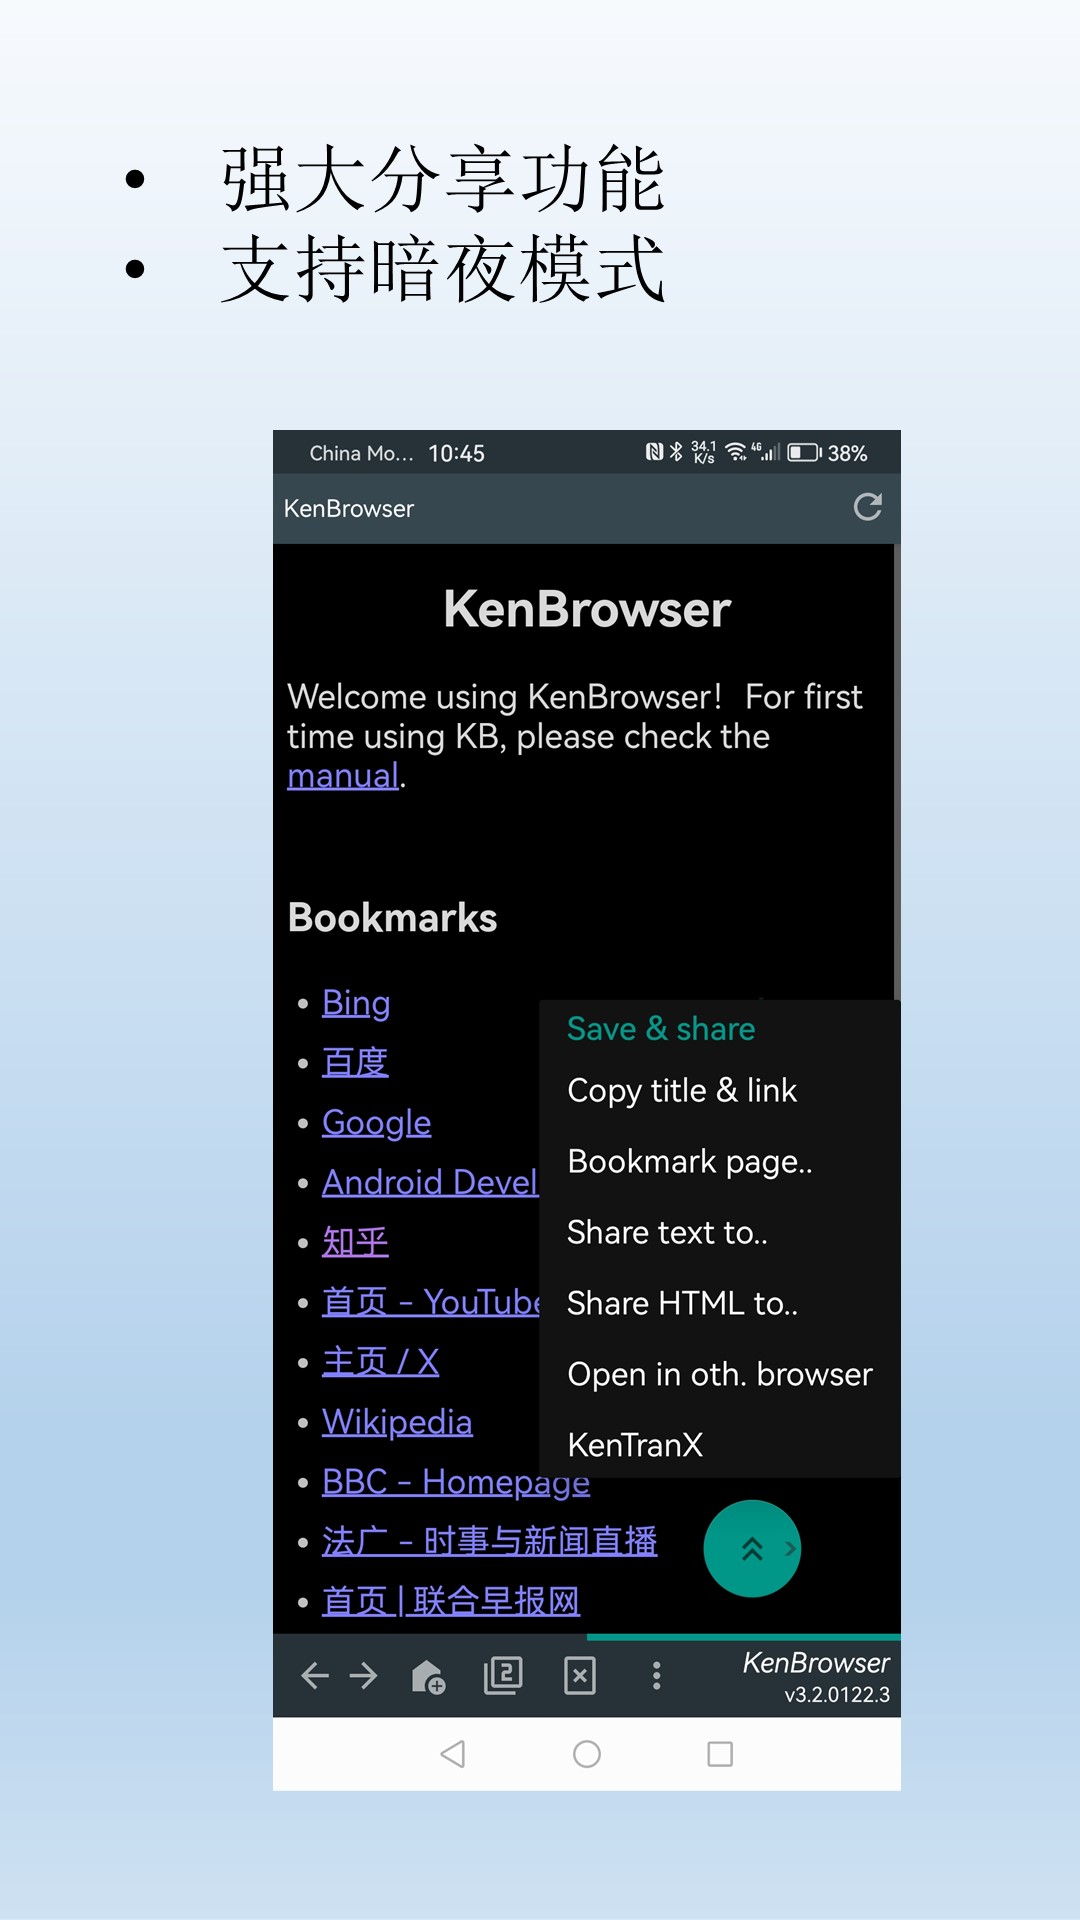 • 强大分享功能
• 支持暗夜模式
China Mo... 10:45 34.1 K/s 4G 38%
KenBrowser
KenBrowser
Welcome using KenBrowser！For first
time using KB, please check the
manual.
Bookmarks
• Bing
• 百度
• Google
• Android Devel
• 知乎
• 首页 - YouTube
• 主页 / X
• Wikipedia
• BBC - Homepage
• 法广 - 时事与新闻直播
• 首页 | 联合早报网
Save & share
Copy title & link
Bookmark page..
Share text to..
Share HTML to..
Open in oth. browser
KenTranX
2
KenBrowser
v3.2.0122.3